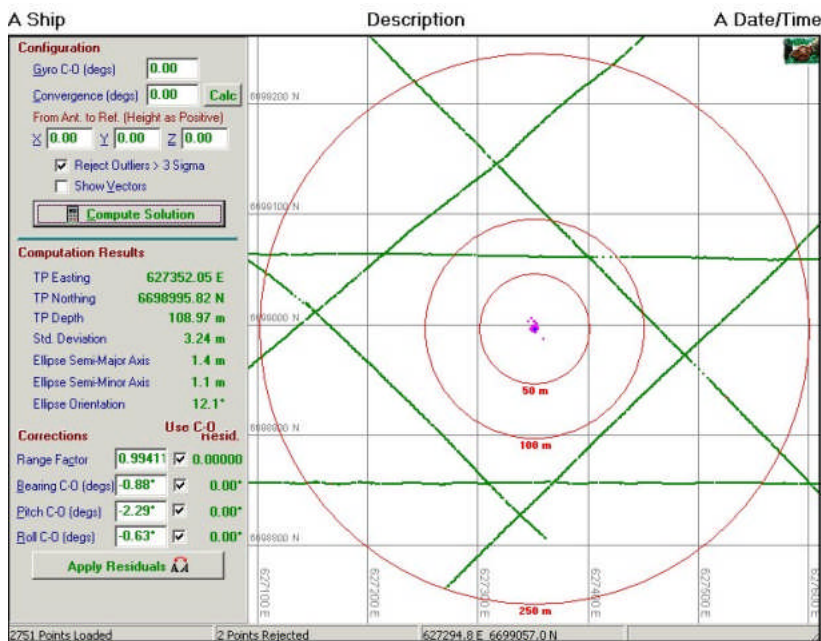 A Ship Description A Date/Time
Configuration
Gyro C-O (degs) 0.00
Convergence (degs) 0.00 Calc
From Ant. to Ref. (Height as Positive)
X 0.00 Y 0.00 Z 0.00
Reject Outliers > 3 Sigma
Show Vectors
Compute Solution
Computation Results
TP Easting 627352.05 E
TP Northing 6698995.82 N
TP Depth 108.97 m
Std. Deviation 3.24 m
Ellipse Semi-Major Axis 1.4 m
Ellipse Semi-Minor Axis 1.1 m
Ellipse Orientation 12.1°
Corrections Use C-O Resid.
Range Factor 0.99411 0.00000
Bearing C-O (degs) -0.88° 0.00°
Pitch C-O (degs) -2.29° 0.00°
Roll C-O (degs) -0.63° 0.00°
Apply Residuals
6699200 N
6699100 N
6699000 N
6698900 N
6698800 N
50 m
100 m
250 m
627100 E
627200 E
627300 E
627400 E
627500 E
627600 E
2751 Points Loaded 2 Points Rejected 627294.8 E 6699057.0 N